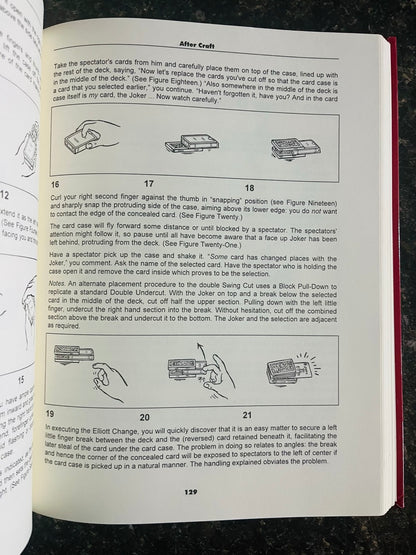 After Craft
Take the spectator's cards from him and carefully place them on top of the case, lined up with
the rest of the deck, saying, "Now let's replace the cards you've cut off so that the card case is
in the middle of the deck." (See Figure Eighteen.) "Also somewhere in the middle of the deck is
a card that you selected earlier," you continue. "Haven't forgotten it, have you? And in the card
case itself is my card, the Joker ... Now watch carefully."
16 17 18
Curl your right second finger against the thumb in "snapping" position (see Figure Nineteen)
and sharply snap the protruding side of the case, aiming above its lower edge: you do not want
to contact the edge of the concealed card. (See Figure Twenty.)
The card case will fly forward some distance or until blocked by a spectator. The spectators'
attention might follow it, so pause until all have become aware that a face up Joker has been
left behind, protruding from the deck. (See Figure Twenty-One.)
Have a spectator pick up the case and shake it. "Some card has changed places with the
Joker," you comment. Ask the name of the selected card. Have the spectator who is holding the
case open it and remove the card inside which proves to be the selection.
Notes. An alternate placement procedure to the double Swing Cut uses a Block Pull-Down to
replicate a standard Double Undercut. With the Joker on top and a break below the selected
card in the middle of the deck, cut off half the upper section. Pulling down with the left little
finger, undercut the right hand section into the break. Without hesitation, cut off the combined
section above the break and undercut it to the bottom. The Joker and the selection are adjacent
as required.
19 20 21
In executing the Elliott Change, you will quickly discover that it is an easy matter to secure a left
little finger break between the deck and the (reversed) card retained beneath it, facilitating the
later steal of the card under the card case. The problem in doing so relates to angles: the break
and hence the corner of the concealed card will be exposed to spectators to the left of center if
the card case is picked up in a natural manner. The handling explained obviates the problem.
129
12
15